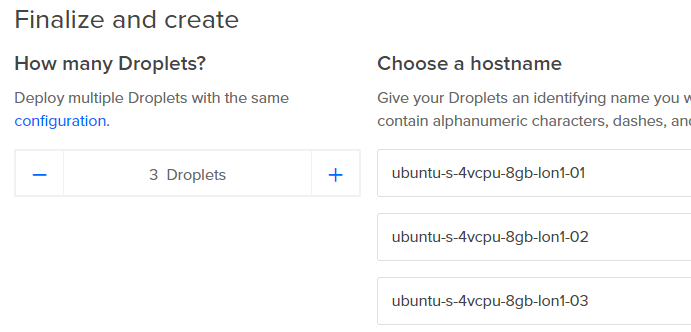 Finalize and create
How many Droplets?
Deploy multiple Droplets with the same
configuration.
− 3 Droplets +
Choose a hostname
Give your Droplets an identifying name you
contain alphanumeric characters, dashes,
ubuntu-s-4vcpu-8gb-lon1-01
ubuntu-s-4vcpu-8gb-lon1-02
ubuntu-s-4vcpu-8gb-lon1-03